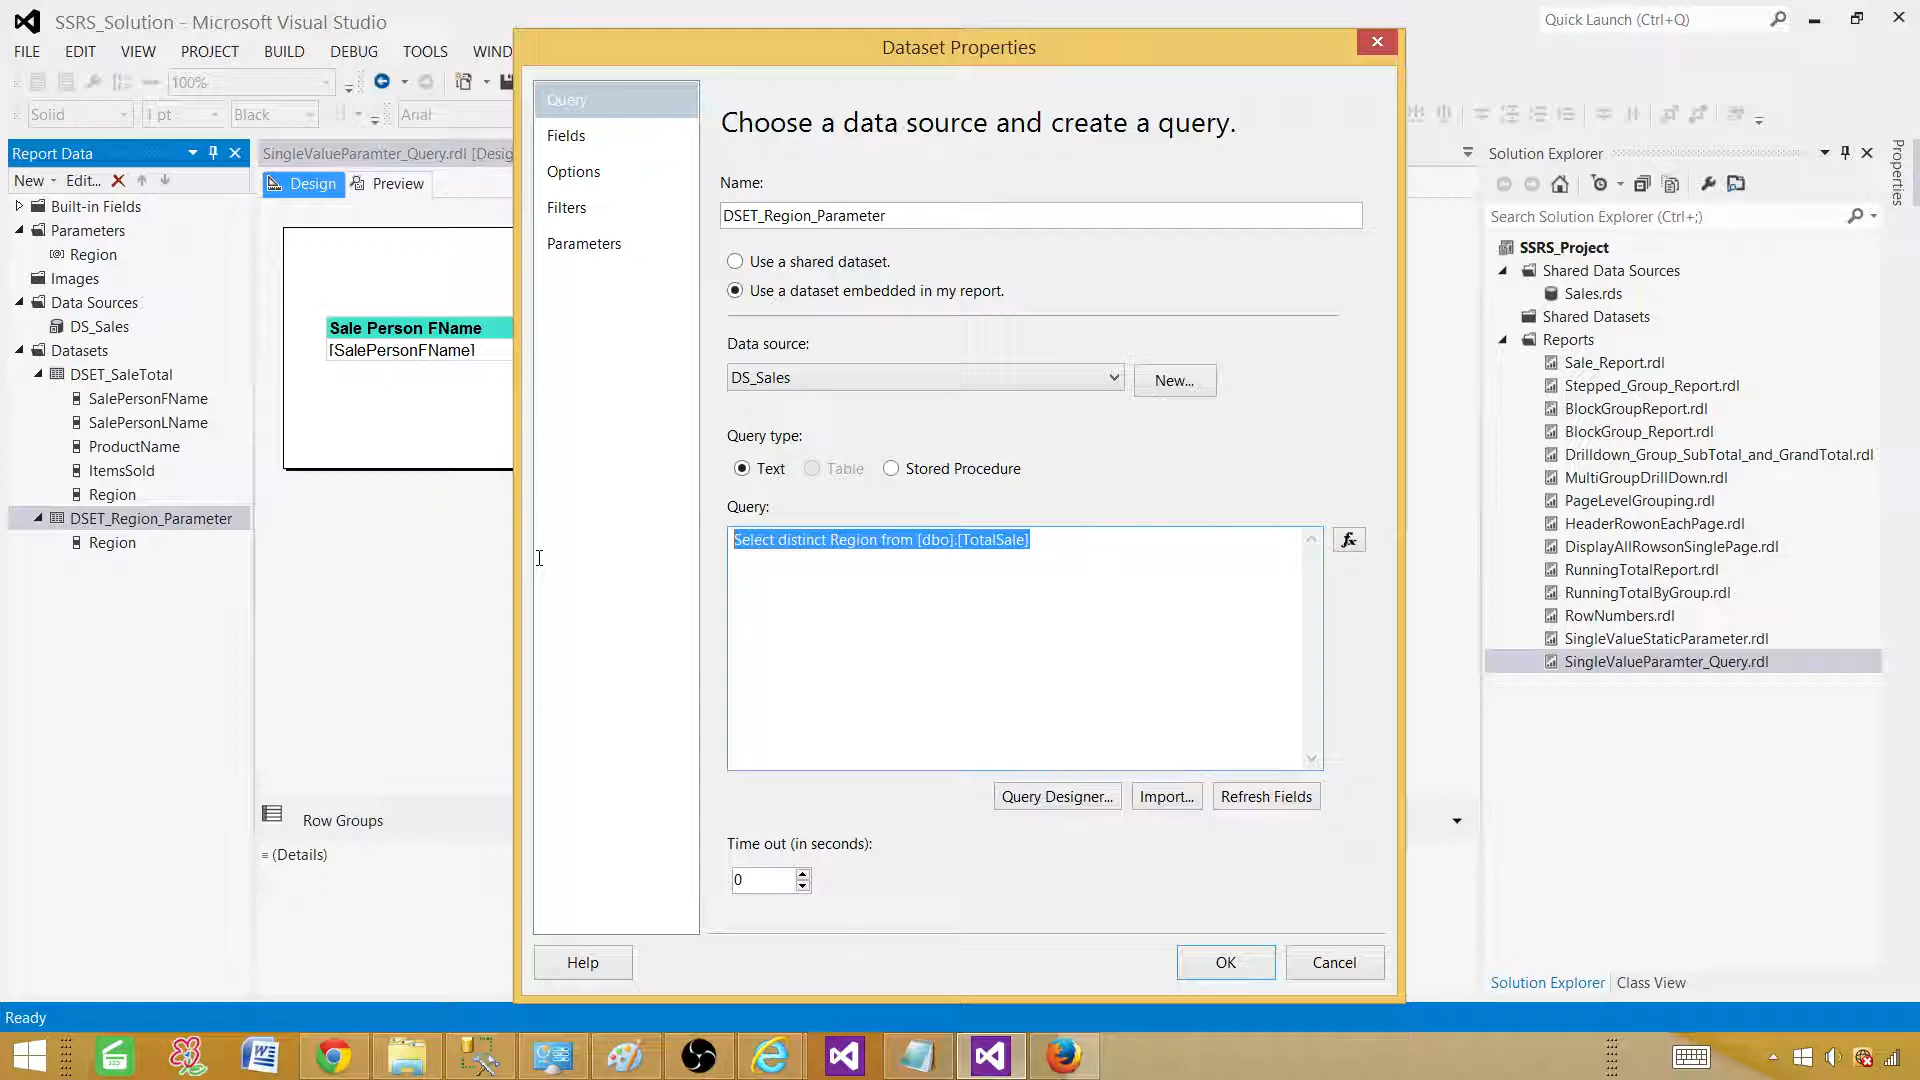 SSRS_Solution - Microsoft Visual Studio
Quick Launch (Ctrl+Q)
FILE EDIT VIEW PROJECT BUILD DEBUG TOOLS WIND
100%
Solid 1 pt Black Arial
Dataset Properties
Report Data
New Edit...
Built-in Fields
Parameters
Region
Images
Data Sources
DS_Sales
Datasets
DSET_SaleTotal
SalePersonFName
SalePersonLName
ProductName
ItemsSold
Region
DSET_Region_Parameter
Region
SingleValueParamter_Query.rdl [Desig
Design Preview
Sale Person FName
[SalePersonFName]
Row Groups
(Details)
Query
Fields
Options
Filters
Parameters
Choose a data source and create a query.
Name:
DSET_Region_Parameter
Use a shared dataset.
Use a dataset embedded in my report.
Data source:
DS_Sales
New...
Query type:
Text Table Stored Procedure
Query:
Select distinct Region from [dbo].[TotalSale]
fx
Query Designer... Import... Refresh Fields
Time out (in seconds):
0
Help OK Cancel
Solution Explorer
Search Solution Explorer (Ctrl+;)
SSRS_Project
Shared Data Sources
Sales.rds
Shared Datasets
Reports
Sale_Report.rdl
Stepped_Group_Report.rdl
BlockGroupReport.rdl
BlockGroup_Report.rdl
Drilldown_Group_SubTotal_and_GrandTotal.rdl
MultiGroupDrillDown.rdl
PageLevelGrouping.rdl
HeaderRowonEachPage.rdl
DisplayAllRowsonSinglePage.rdl
RunningTotalReport.rdl
RunningTotalByGroup.rdl
RowNumbers.rdl
SingleValueStaticParameter.rdl
SingleValueParamter_Query.rdl
Solution Explorer Class View
Properties
Ready